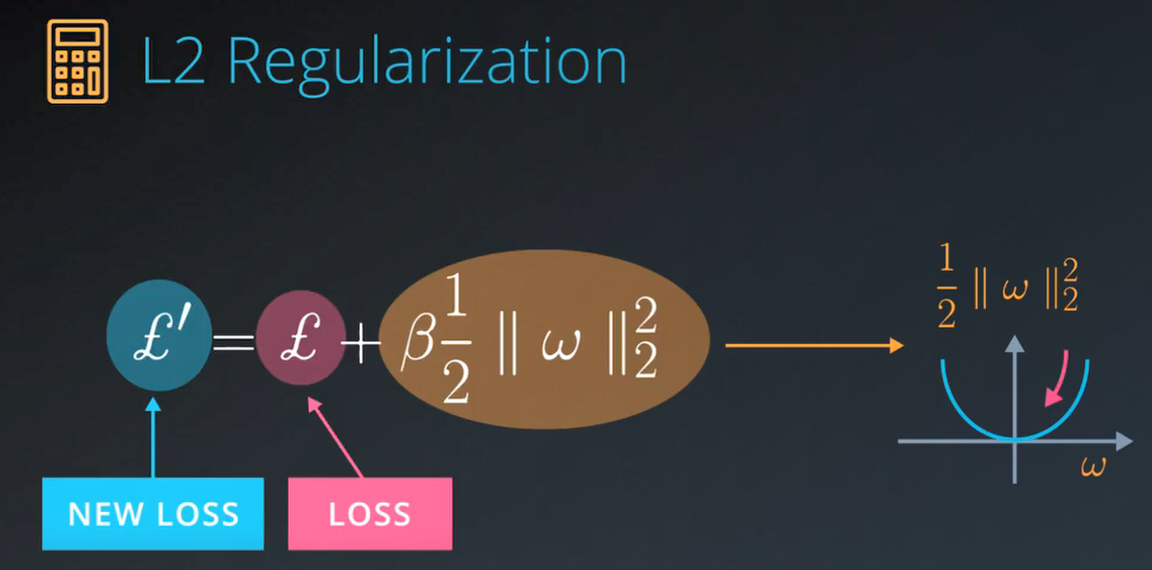 L2 Regularization
£′ = £ + β 1/2 ‖ ω ‖₂²
1/2 ‖ ω ‖₂²
ω
NEW LOSS
LOSS